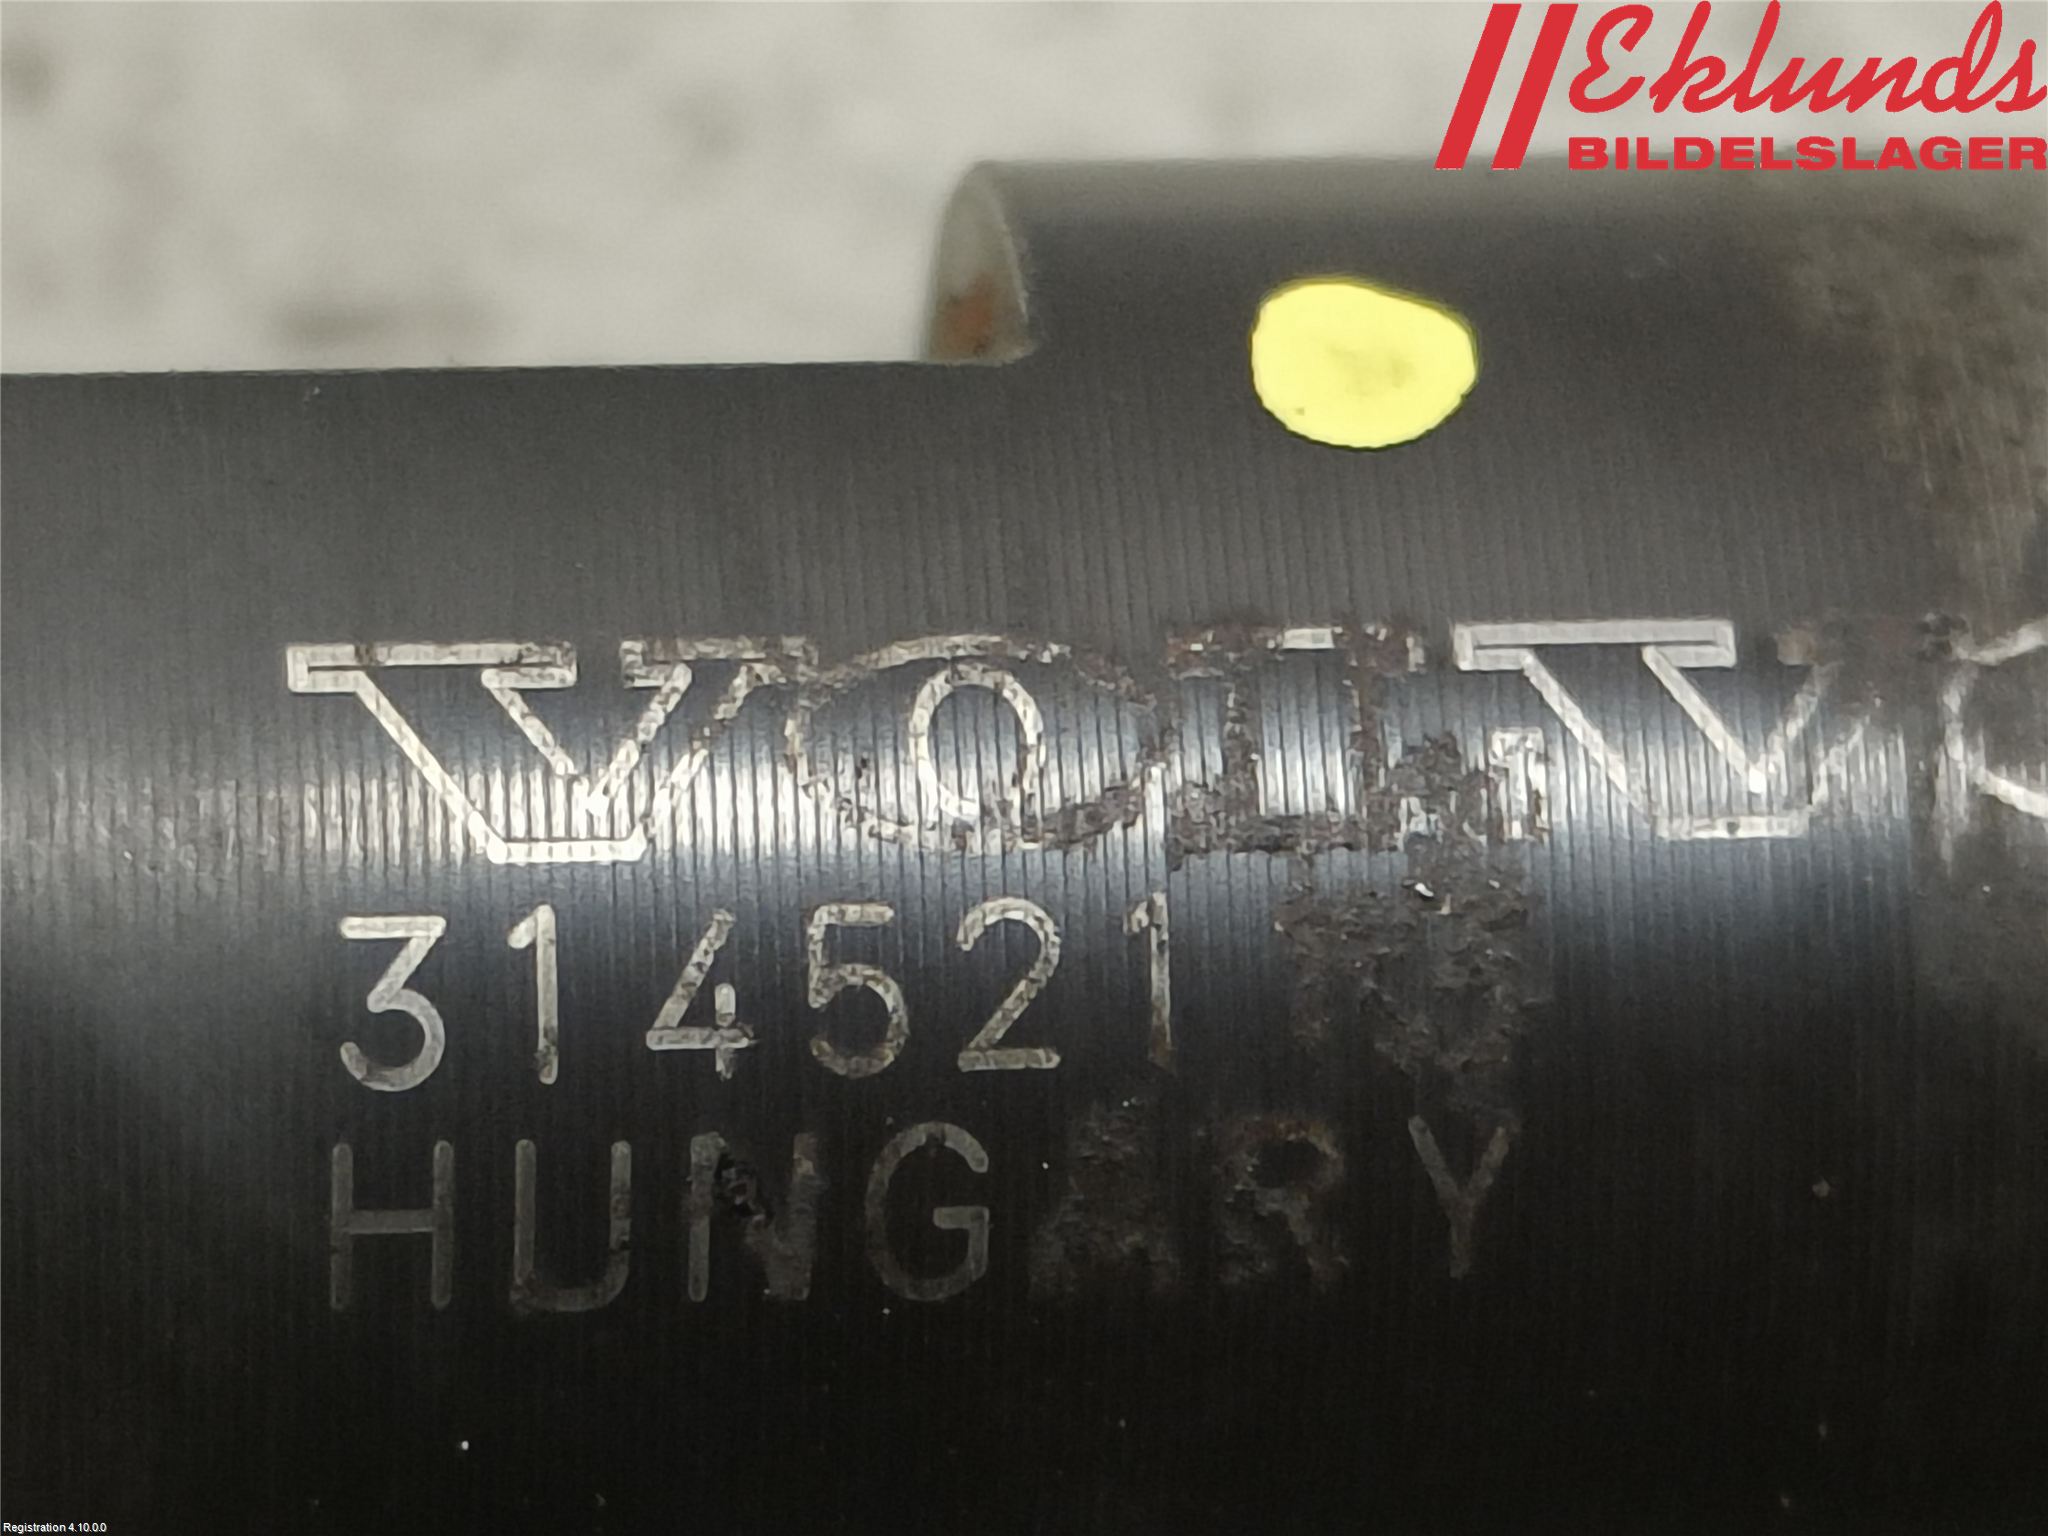 Eklunds
BILDELSLAGER
VOLVO
314521
HUNGARY
Registration 4.10.0.0